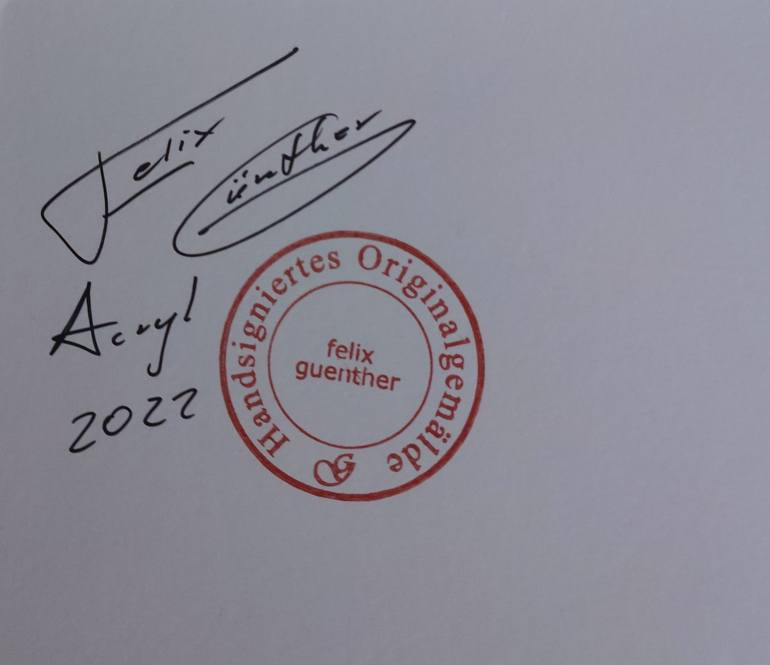 Felix Günther
Acryl
2022
Handsigniertes Originalgemälde
felix
guenther